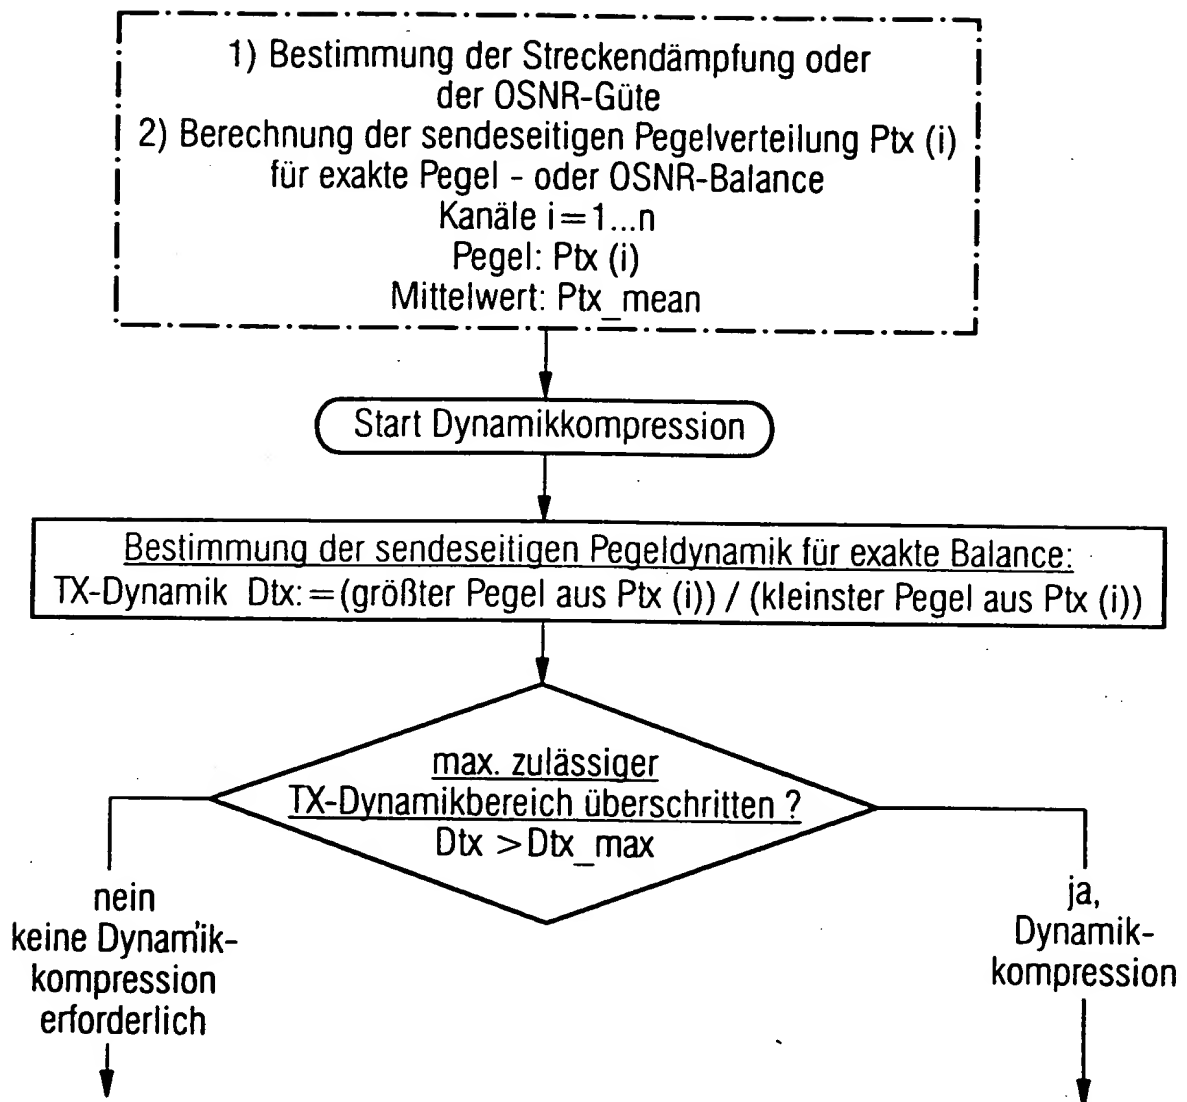 1) Bestimmung der Streckendämpfung oder
der OSNR-Güte
2) Berechnung der sendeseitigen Pegelverteilung Ptx (i)
für exakte Pegel - oder OSNR-Balance
Kanäle i=1...n
Pegel: Ptx (i)
Mittelwert: Ptx_mean
Start Dynamikkompression
Bestimmung der sendeseitigen Pegeldynamik für exakte Balance:
TX-Dynamik Dtx:=(größter Pegel aus Ptx (i)) / (kleinster Pegel aus Ptx (i))
max. zulässiger
TX-Dynamikbereich überschritten ?
Dtx >Dtx_max
nein
keine Dynamik-
kompression
erforderlich
ja,
Dynamik-
kompression